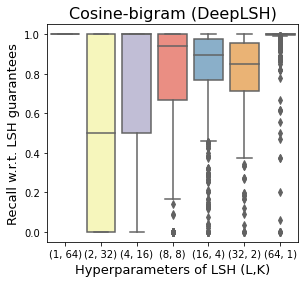 Cosine-bigram (DeepLSH)
Recall w.r.t. LSH guarantees
1.0
0.8
0.6
0.4
0.2
0.0
(1, 64) (2, 32) (4, 16) (8, 8) (16, 4) (32, 2) (64, 1)
Hyperparameters of LSH (L,K)